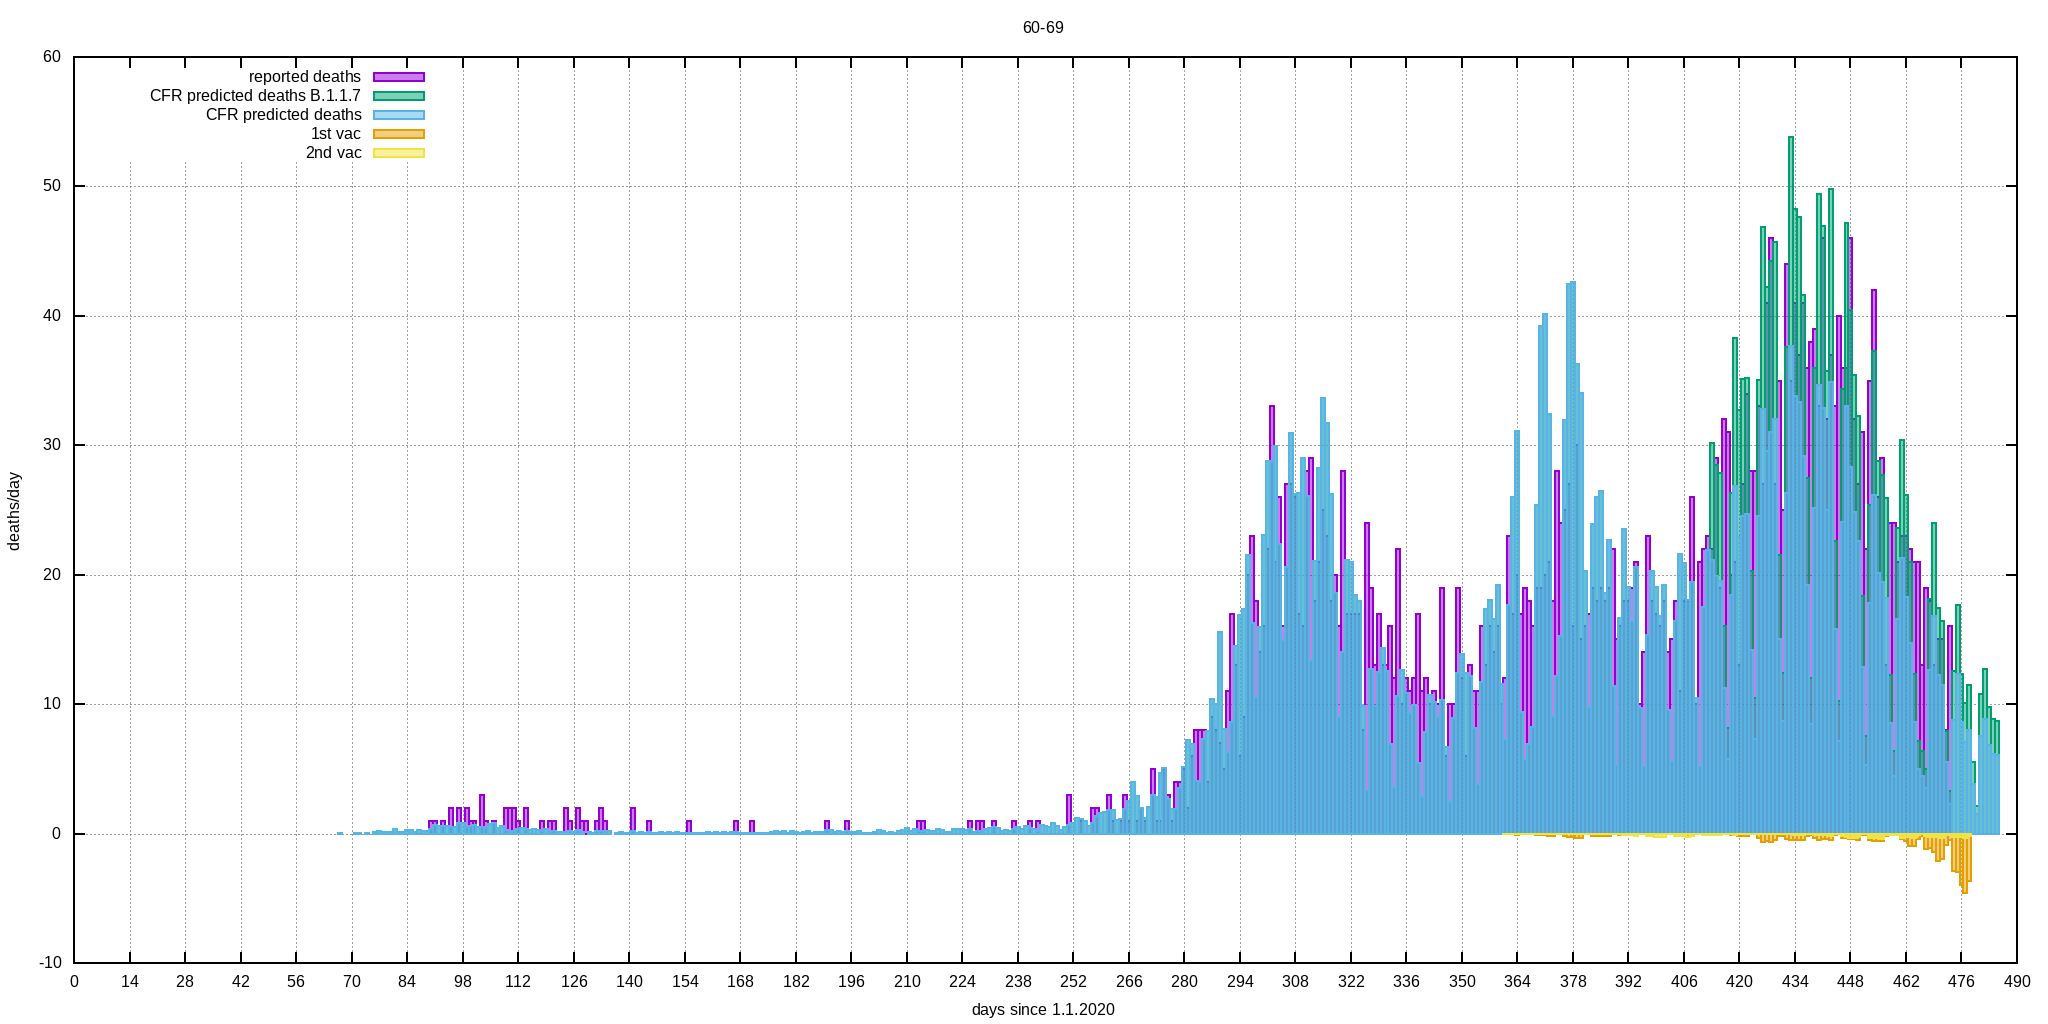 60-69
reported deaths
CFR predicted deaths B.1.1.7
CFR predicted deaths
1st vac
2nd vac
60
50
40
30
20
10
0
-10
deaths/day
0 14 28 42 56 70 84 98 112 126 140 154 168 182 196 210 224 238 252 266 280 294 308 322 336 350 364 378 392 406 420 434 448 462 476 490
days since 1.1.2020